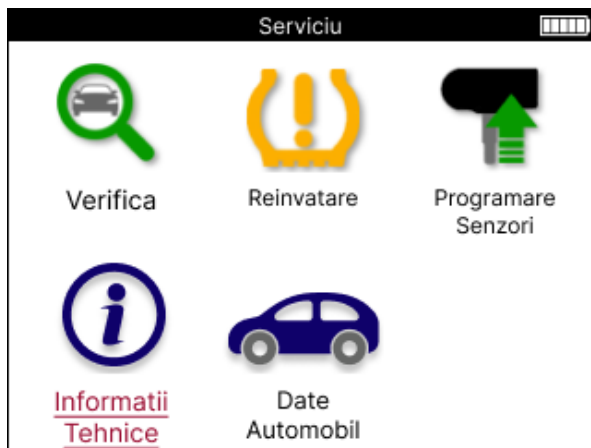 Serviciu
Verifica
Reinvatare
Programare
Senzori
Informatii
Tehnice
Date
Automobil